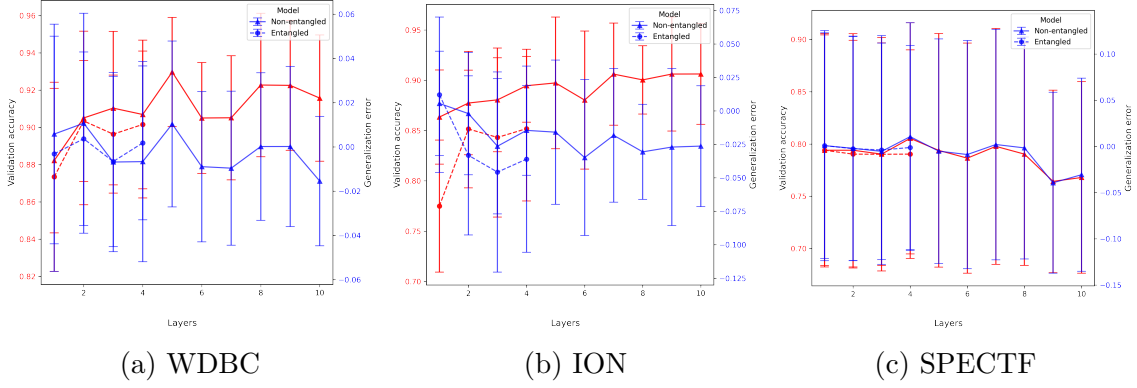 0.96
0.94
0.92
0.90
0.88
0.86
0.84
0.82
Validation accuracy
2
4
6
8
10
Layers
0.06
0.04
0.02
0.00
−0.02
−0.04
−0.06
Generalization error
Model
Non-entangled
Entangled
(a) WDBC
0.95
0.90
0.85
0.80
0.75
0.70
Validation accuracy
2
4
6
8
10
Layers
0.075
0.050
0.025
0.000
−0.025
−0.050
−0.075
−0.100
−0.125
Generalization error
Model
Non-entangled
Entangled
(b) ION
0.90
0.85
0.80
0.75
0.70
Validation accuracy
2
4
6
8
10
Layers
0.10
0.05
0.00
−0.05
−0.10
−0.15
Generalization error
Model
Non-entangled
Entangled
(c) SPECTF